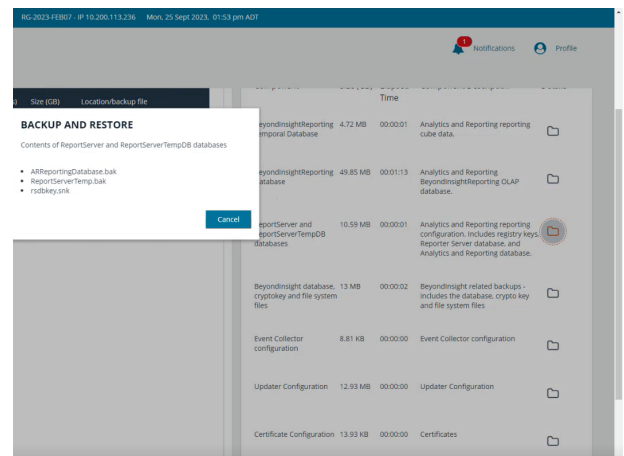 RG-2023-FEB07 - IP 10.200.113.236 Mon, 25 Sept 2023, 01:53 pm ADT
1
Notifications
Profile
Size (GB) Location/backup file
Time
BACKUP AND RESTORE
Contents of ReportServer and ReportServerTempDB databases
• ARReportingDatabase.bak
• ReportServerTemp.bak
• rsdbkey.snk
Cancel
eyondInsightReporting 4.72 MB 00:00:01 Analytics and Reporting reporting
emporal Database cube data.
eyondInsightReporting 49.85 MB 00:01:13 Analytics and Reporting
atabase BeyondInsightReporting OLAP
database.
eportServer and 10.59 MB 00:00:01 Analytics and Reporting reporting
eportServerTempDB configuration. Includes registry keys,
databases Reporter Server database, and
Analytics and Reporting database.
BeyondInsight database, 13 MB 00:00:02 BeyondInsight related backups -
cryptokey and file system includes the database, crypto key
files and file system files
Event Collector 8.81 KB 00:00:00 Event Collector configuration
configuration
Updater Configuration 12.93 MB 00:00:00 Updater Configuration
Certificate Configuration 13.93 KB 00:00:00 Certificates